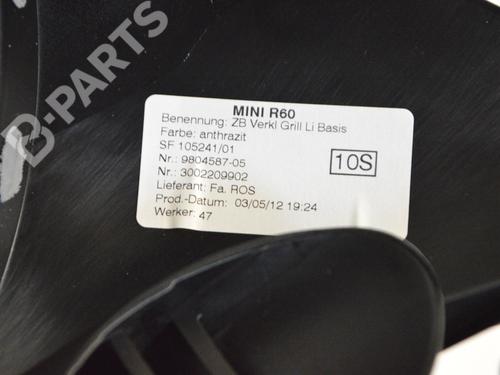 B-PARTS
MINI R60
Benennung: ZB Verkl Grill Li Basis
Farbe: anthrazit
SF 105241/01
Nr.: 9804587-05
10S
Nr.: 3002209902
Lieferant: Fa. ROS
Prod.-Datum: 03/05/12 19:24
Werker: 47